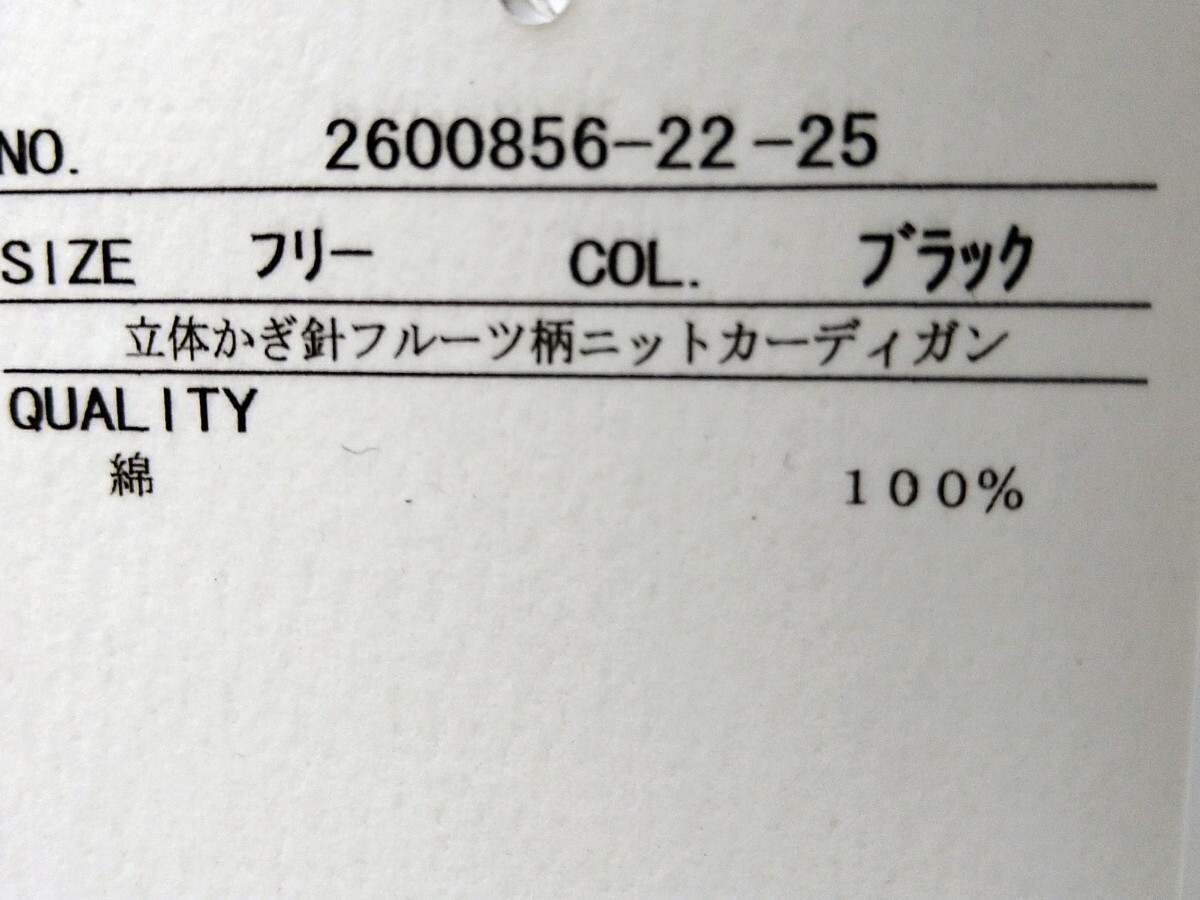 NO. 2600856-22-25
SIZE フリー COL. ブラック
立体かぎ針フルーツ柄ニットカーディガン
QUALITY
綿 100%